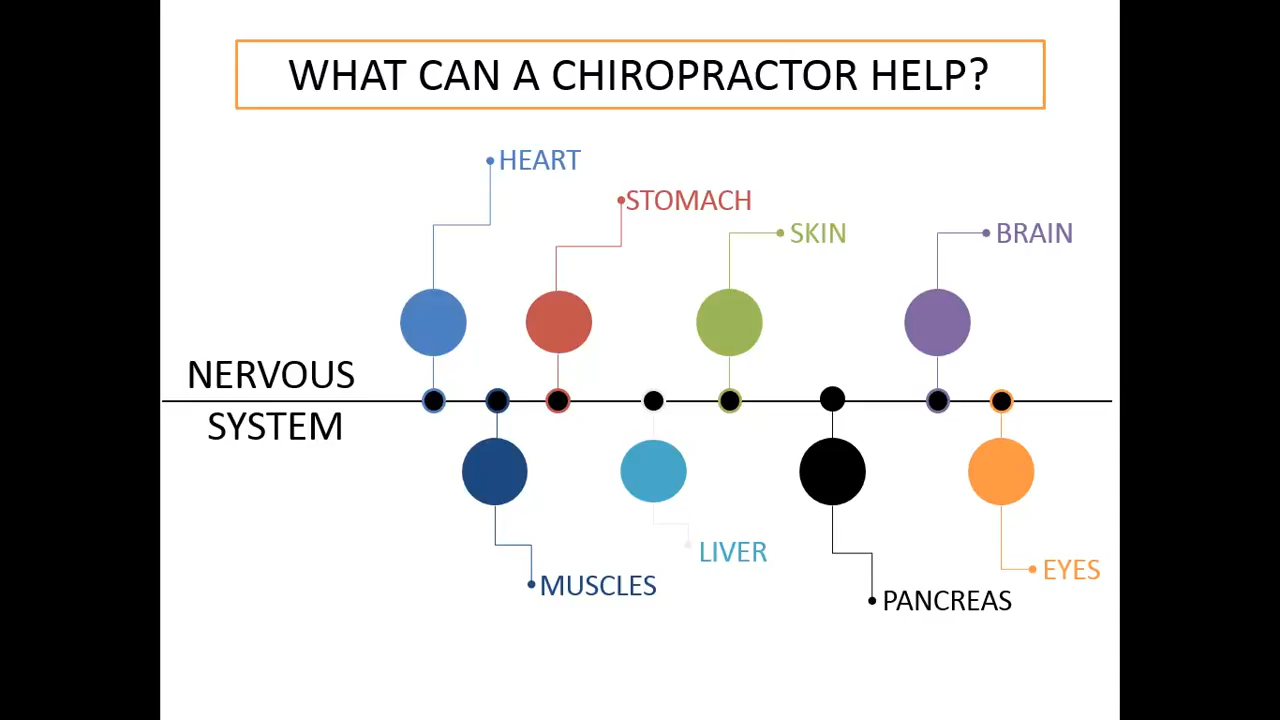 WHAT CAN A CHIROPRACTOR HELP?
HEART
STOMACH
SKIN
BRAIN
NERVOUS
SYSTEM
LIVER
EYES
MUSCLES
PANCREAS